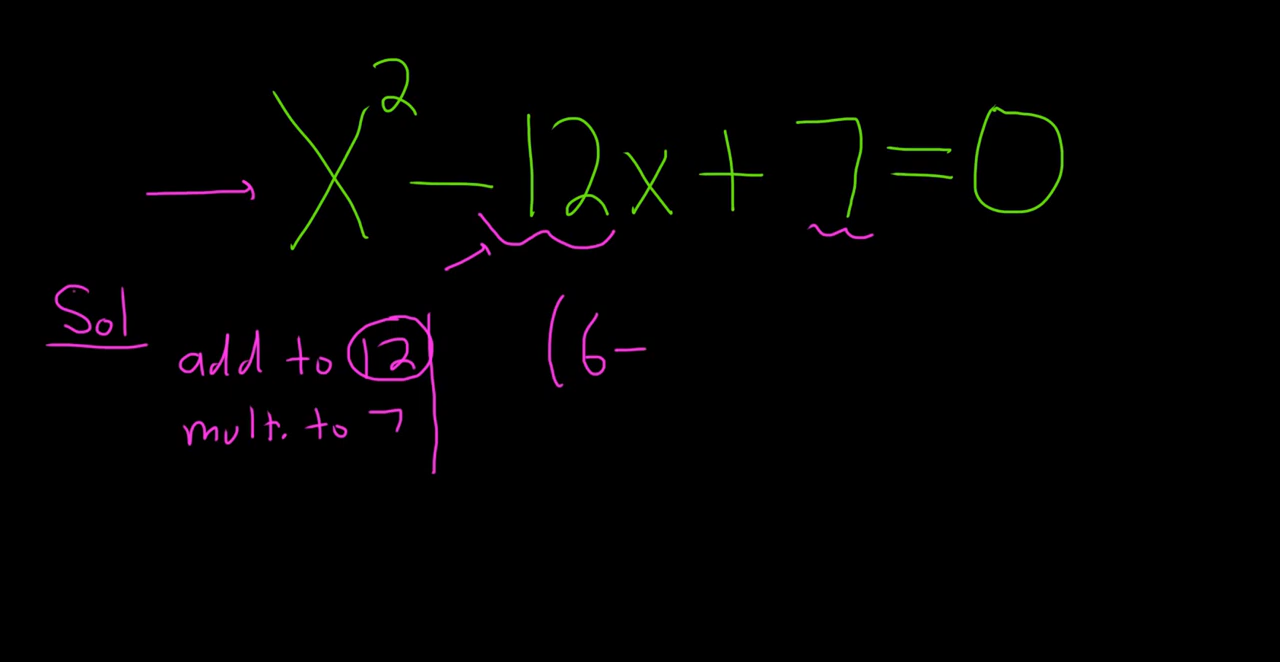 x² - 12x + 7 = 0
Sol
add to 12
mult. to 7
(6 -